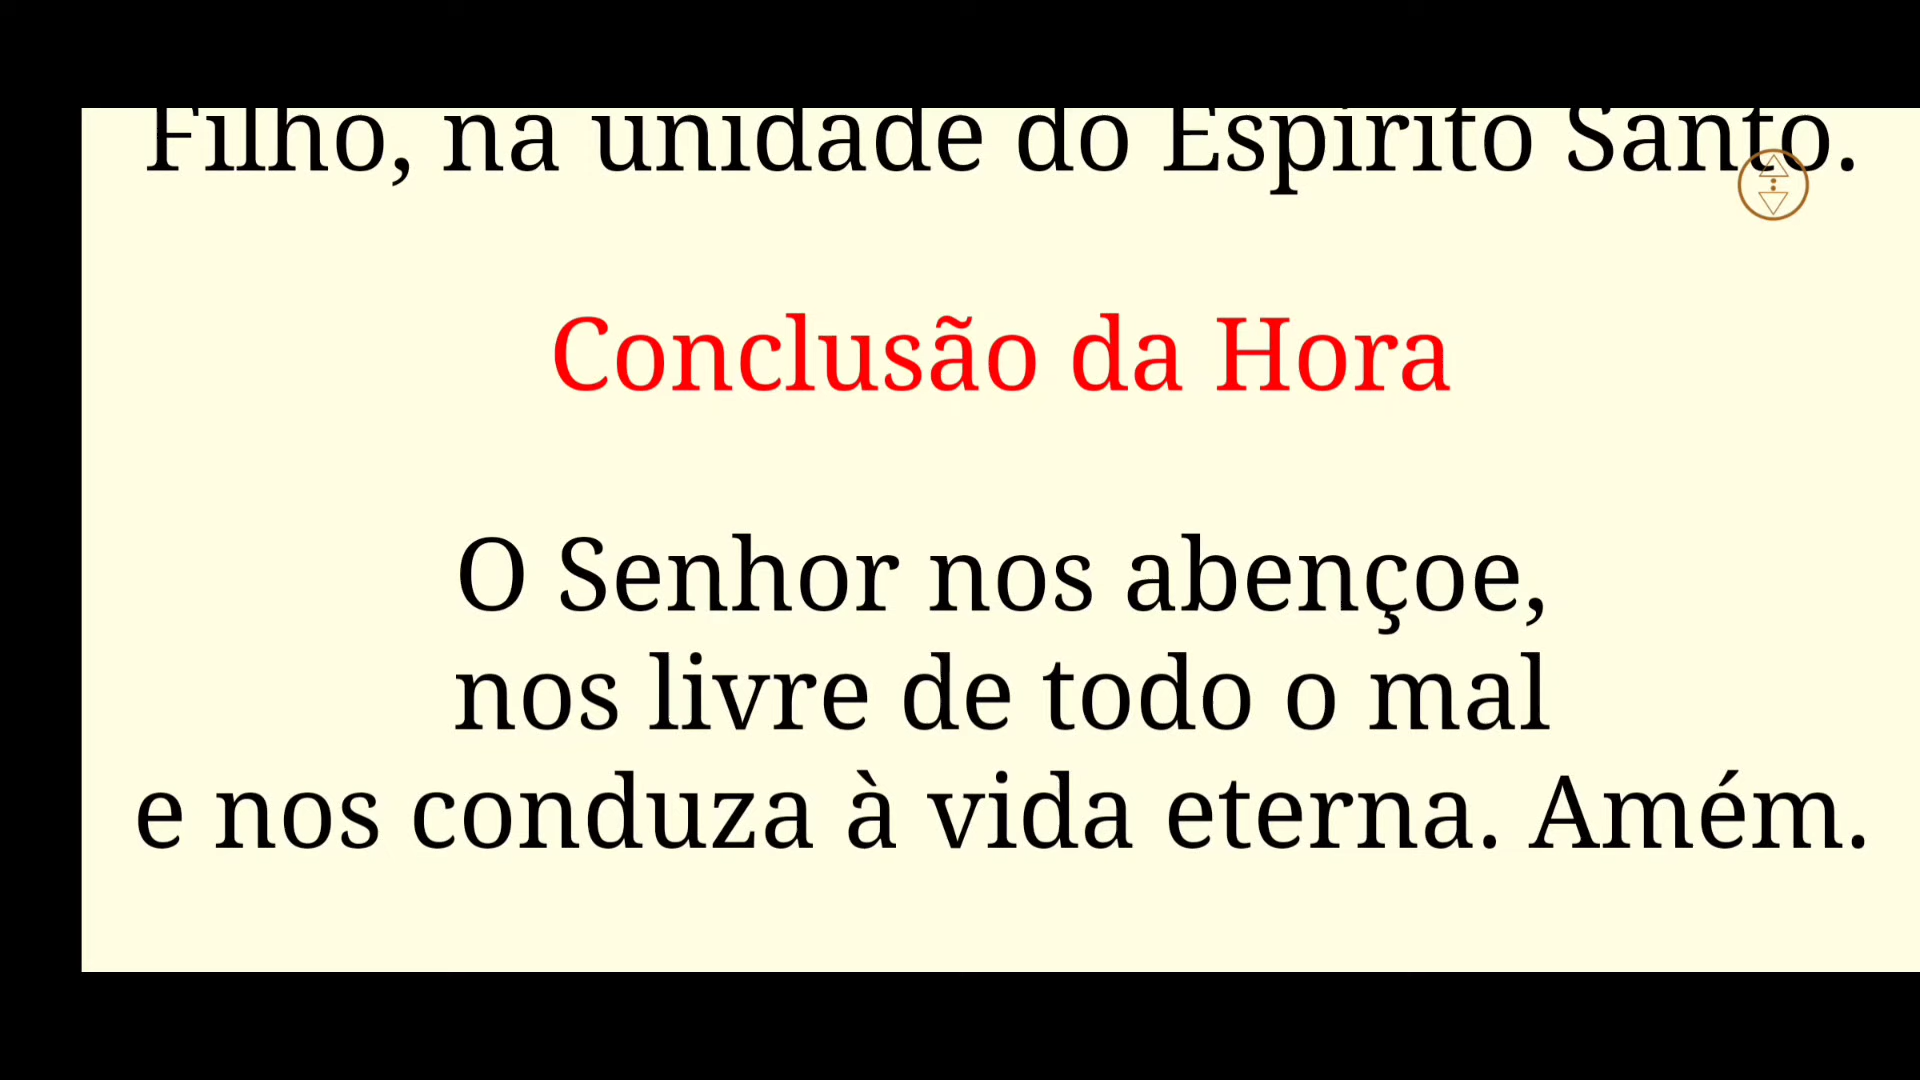 Filho, na unidade do Espírito Santo.
Conclusão da Hora
O Senhor nos abençoe,
nos livre de todo o mal
e nos conduza à vida eterna. Amém.